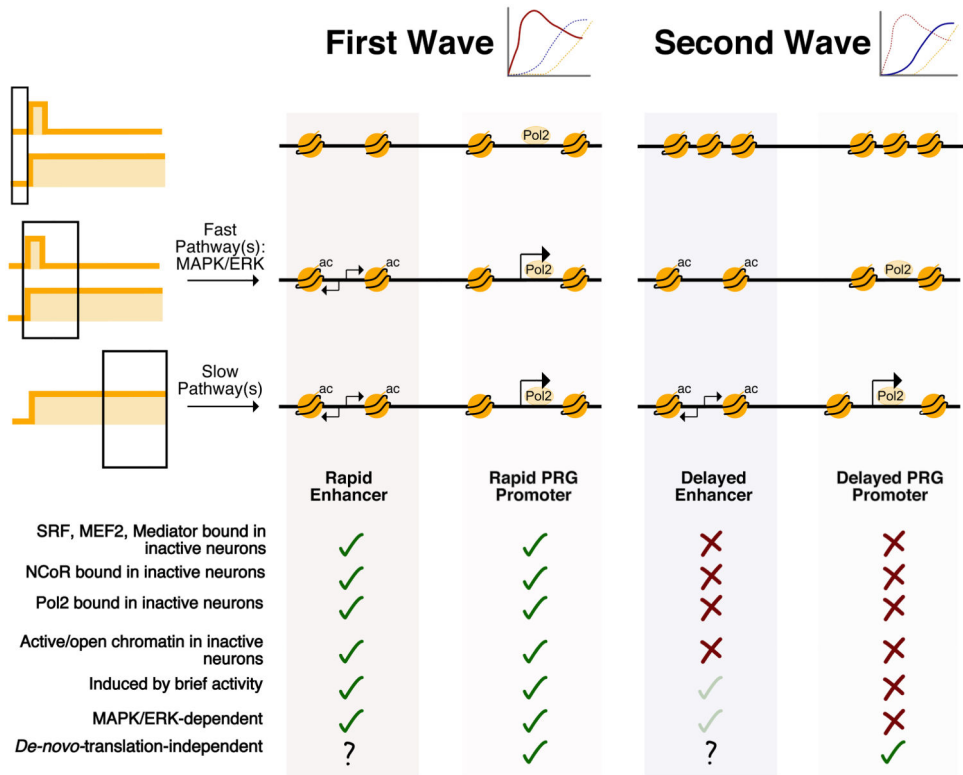 First Wave
Second Wave
Pol2
Fast
Pathway(s):
MAPK/ERK
ac
ac
Pol2
ac
ac
Pol2
Slow
Pathway(s)
ac
ac
Pol2
ac
ac
Pol2
Rapid
Enhancer
Rapid PRG
Promoter
Delayed
Enhancer
Delayed PRG
Promoter
SRF, MEF2, Mediator bound in
inactive neurons
NCoR bound in inactive neurons
Pol2 bound in inactive neurons
Active/open chromatin in inactive
neurons
Induced by brief activity
MAPK/ERK-dependent
De-novo-translation-independent
?
?